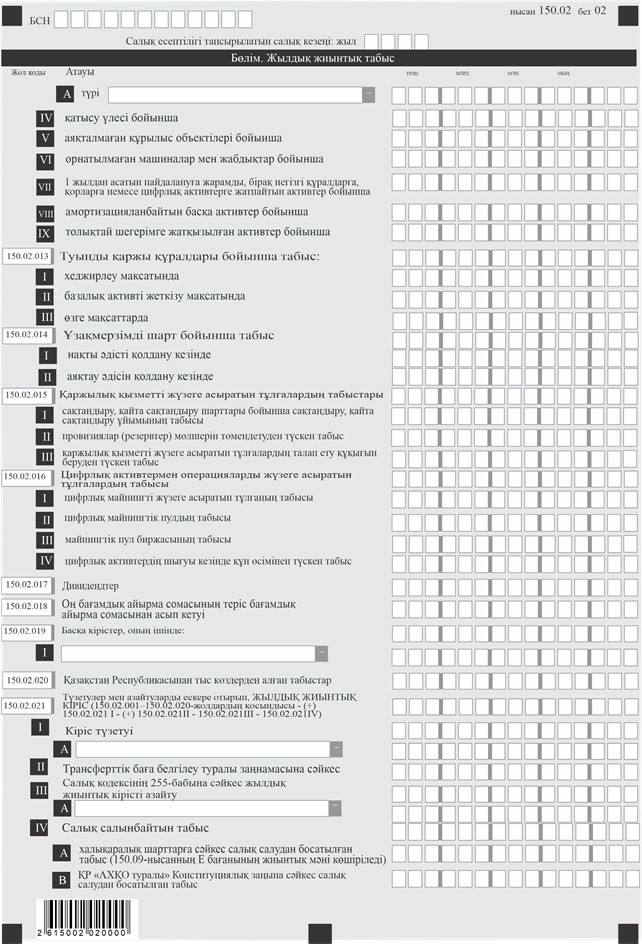 нысан 150.02 бет 02
БСН
Салық есептілігі тапсырылатын салық кезеңі: жыл
Бөлім. Жылдық жиынтық табыс
Жол коды Атауы трлн. млрд. млн. мың.
A түрі
IV қатысу үлесі бойынша
V аяқталмаған құрылыс объектілері бойынша
VI орнатылмаған машиналар мен жабдықтар бойынша
VII 1 жылдан асатын пайдалануға жарамды, бірақ негізгі құралдарға,
қорларға немесе цифрлық активтерге жатпайтын активтер бойынша
VIII амортизацияланбайтын басқа активтер бойынша
IX толықтай шегерімге жатқызылған активтер бойынша
150.02.013 Туынды қаржы құралдары бойынша табыс:
I хеджирлеу мақсатында
II базалық активті жеткізу мақсатында
III өзге мақсаттарда
150.02.014 Ұзақмерзімді шарт бойынша табыс
I нақты әдісті қолдану кезінде
II аяқтау әдісін қолдану кезінде
150.02.015 Қаржылық қызметті жүзеге асыратын тұлғалардың табыстары
I сақтандыру, қайта сақтандыру шарттары бойынша сақтандыру, қайта
сақтандыру ұйымының табысы
II провизиялар (резервтер) мөлшерін төмендетуден түскен табыс
III қаржылық қызметті жүзеге асыратын тұлғалардың талап ету құқығын
беруден түскен табыс
150.02.016 Цифрлық активтермен операцияларды жүзеге асыратын
тұлғалардың табысы
I цифрлық майнингті жүзеге асыратын тұлғаның табысы
II цифрлық майнингтік пулдың табысы
III майнингтік пул биржасының табысы
IV цифрлық активтердің шығуы кезінде құн өсімінен түскен табыс
150.02.017 Дивидендтер
150.02.018 Оң бағамдық айырма сомасының теріс бағамдық
айырма сомасынан асып кетуі
150.02.019 Басқа кірістер, оның ішінде:
I
150.02.020 Қазақстан Республикасынан тыс көздерден алған табыстар
150.02.021 Түзетулер мен азайтуларды ескере отырып, ЖЫЛДЫҚ ЖИЫНТЫҚ
КІРІС (150.02.001–150.02.020-жолдардың қосындысы - (+)
150.02.021 I - (+) 150.02.021II - 150.02.021III - 150.02.021IV)
I Кіріс түзетуі
A
II Трансферттік баға белгілеу туралы заңнамасына сәйкес
III Салық кодексінің 255-бабына сәйкес жылдық
жиынтық кірісті азайту
A
IV Салық салынбайтын табыс
A халықаралық шарттарға сәйкес салық салудан босатылған
табыс (150.09-нысанның Е бағанының жиынтық мәні көшіріледі)
B ҚР «АХҚО туралы» Конституциялық заңына сәйкес салық
салудан босатылған табыс
2 615002 020000